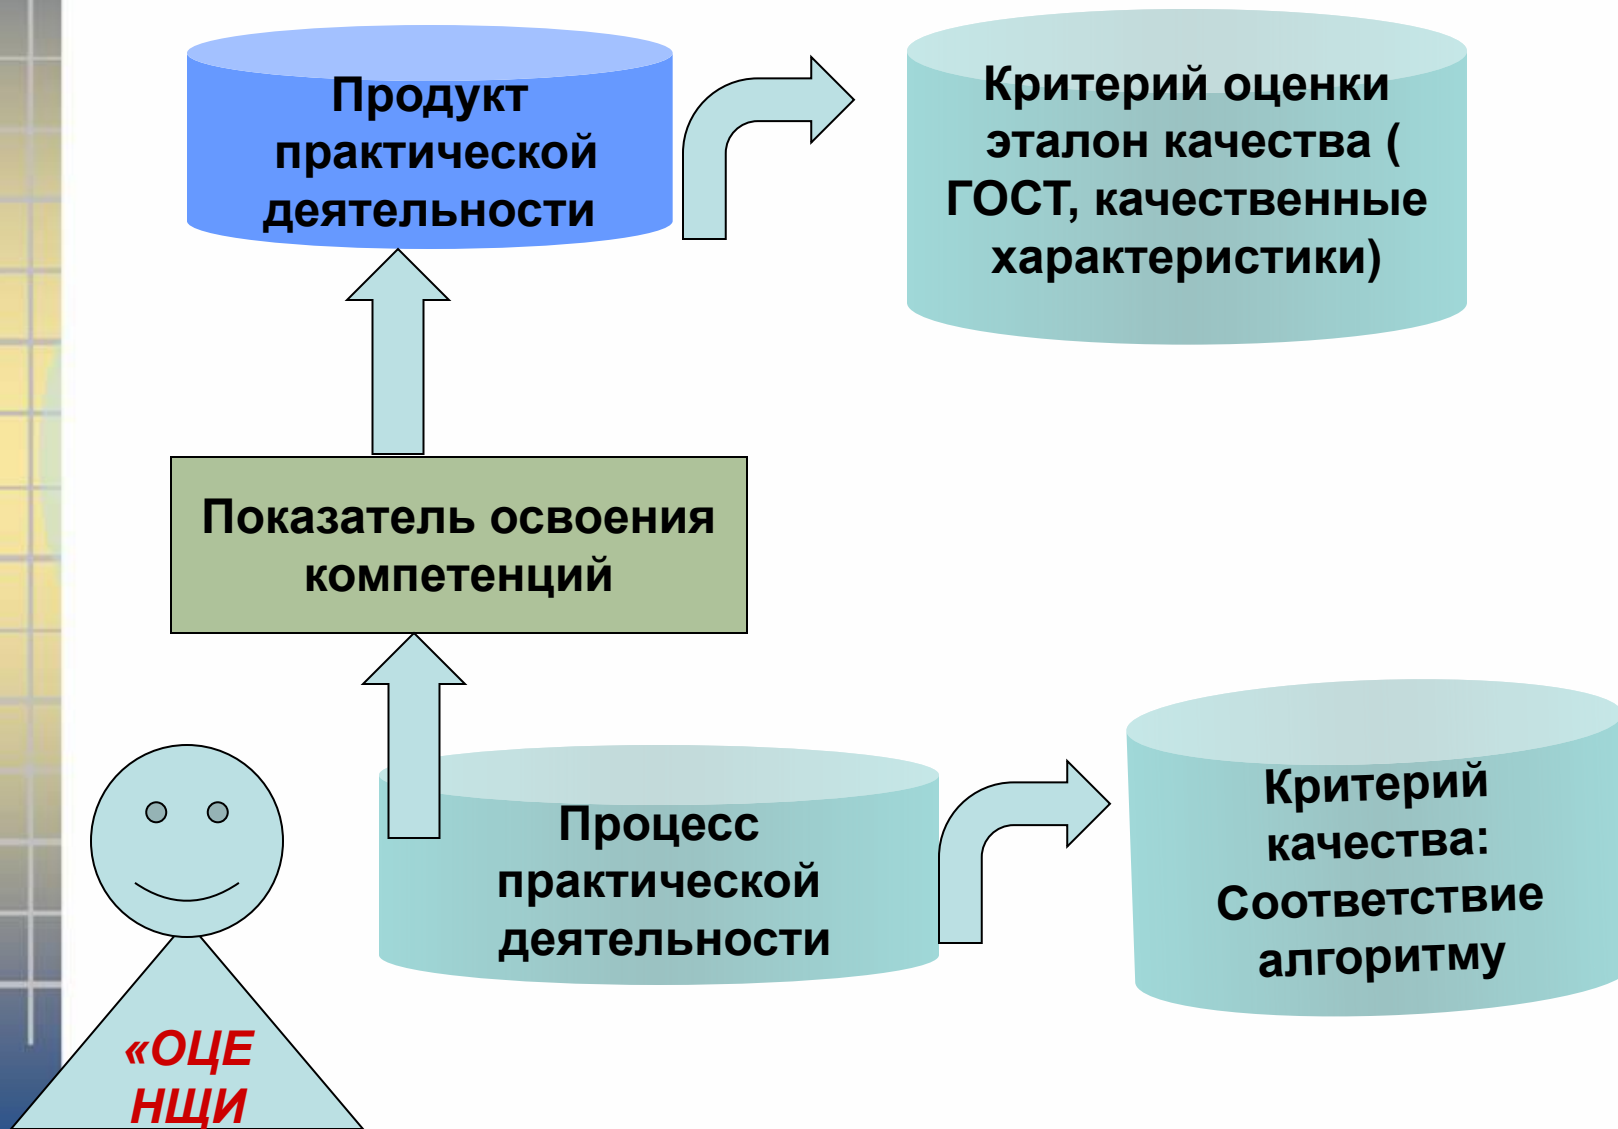 Продукт
практической
деятельности
Критерий оценки
эталон качества (
ГОСТ, качественные
характеристики)
Показатель освоения
компетенций
Процесс
практической
деятельности
Критерий
качества:
Соответствие
алгоритму
«ОЦЕ
НЩИ